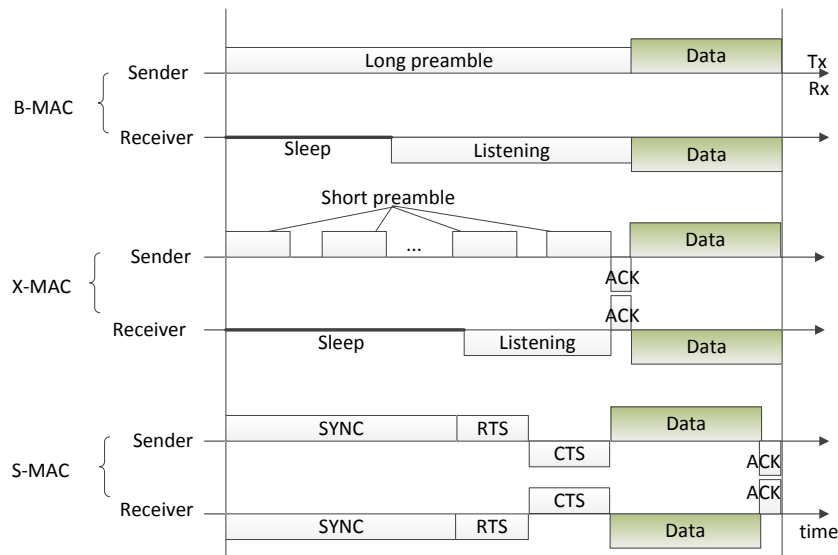 Long preamble
Data
Tx
Sender
Rx
B-MAC
Receiver
Sleep
Listening
Data
Short preamble
...
Data
Sender
ACK
X-MAC
ACK
Receiver
Sleep
Listening
Data
SYNC
RTS
Data
Sender
CTS
ACK
S-MAC
CTS
ACK
Receiver
SYNC
RTS
Data
time